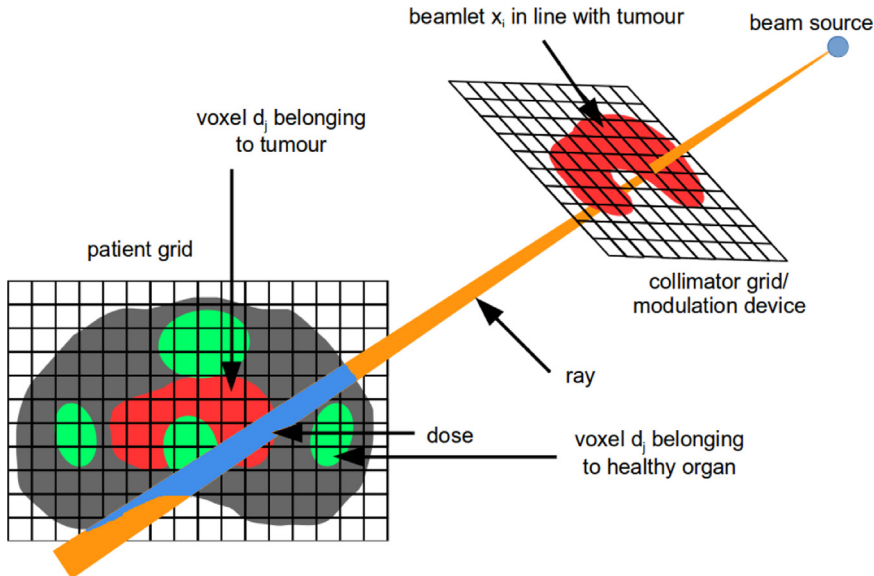 beamlet xᵢ in line with tumour
beam source
voxel dⱼ belonging
to tumour
patient grid
collimator grid/
modulation device
ray
dose
voxel dⱼ belonging
to healthy organ